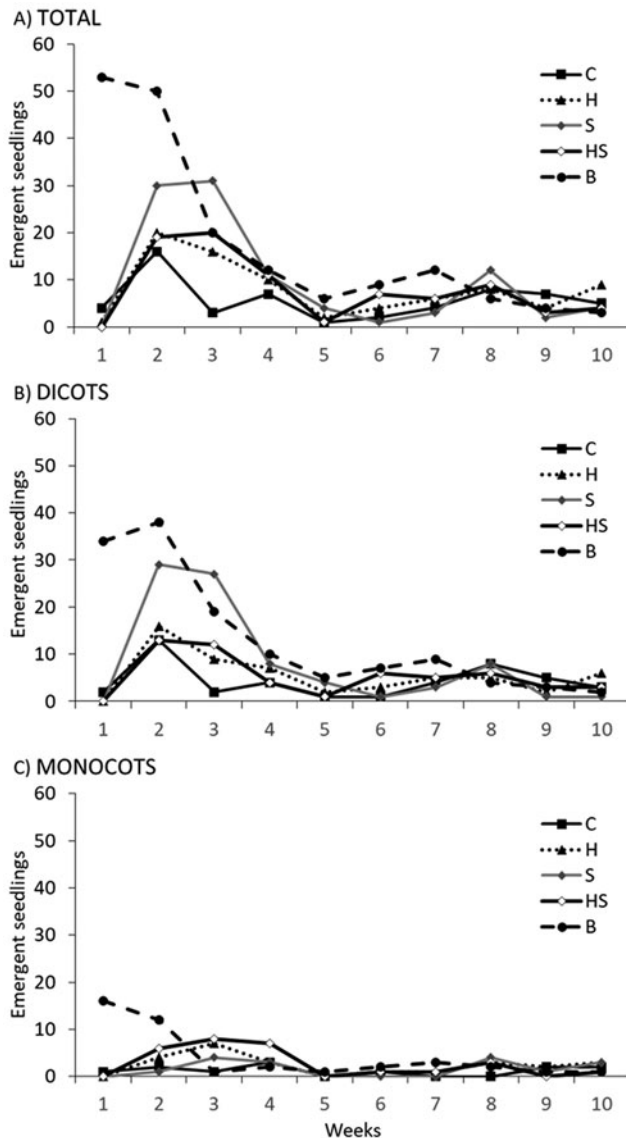 A) TOTAL
60
50
40
30
20
10
0
Emergent seedlings
C
H
S
HS
B
1 2 3 4 5 6 7 8 9 10
B) DICOTS
60
50
40
30
20
10
0
Emergent seedlings
C
H
S
HS
B
1 2 3 4 5 6 7 8 9 10
C) MONOCOTS
60
50
40
30
20
10
0
Emergent seedlings
C
H
S
HS
B
1 2 3 4 5 6 7 8 9 10
Weeks